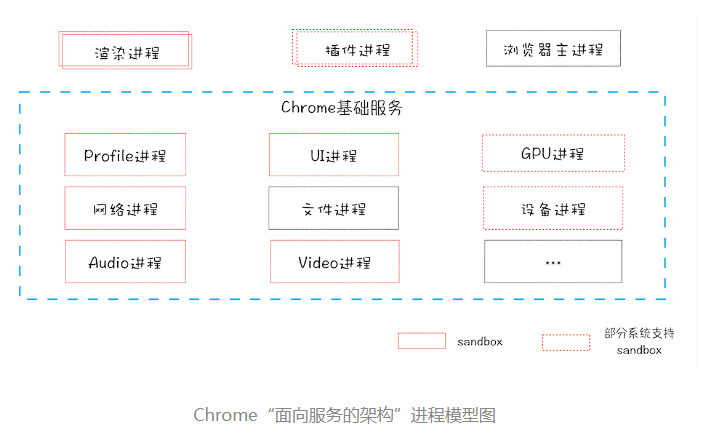 渲染进程
插件进程
浏览器主进程
Chrome基础服务
Profile进程
UI进程
GPU进程
网络进程
文件进程
设备进程
Audio进程
Video进程
...
sandbox
部分系统支持
sandbox
Chrome“面向服务的架构”进程模型图